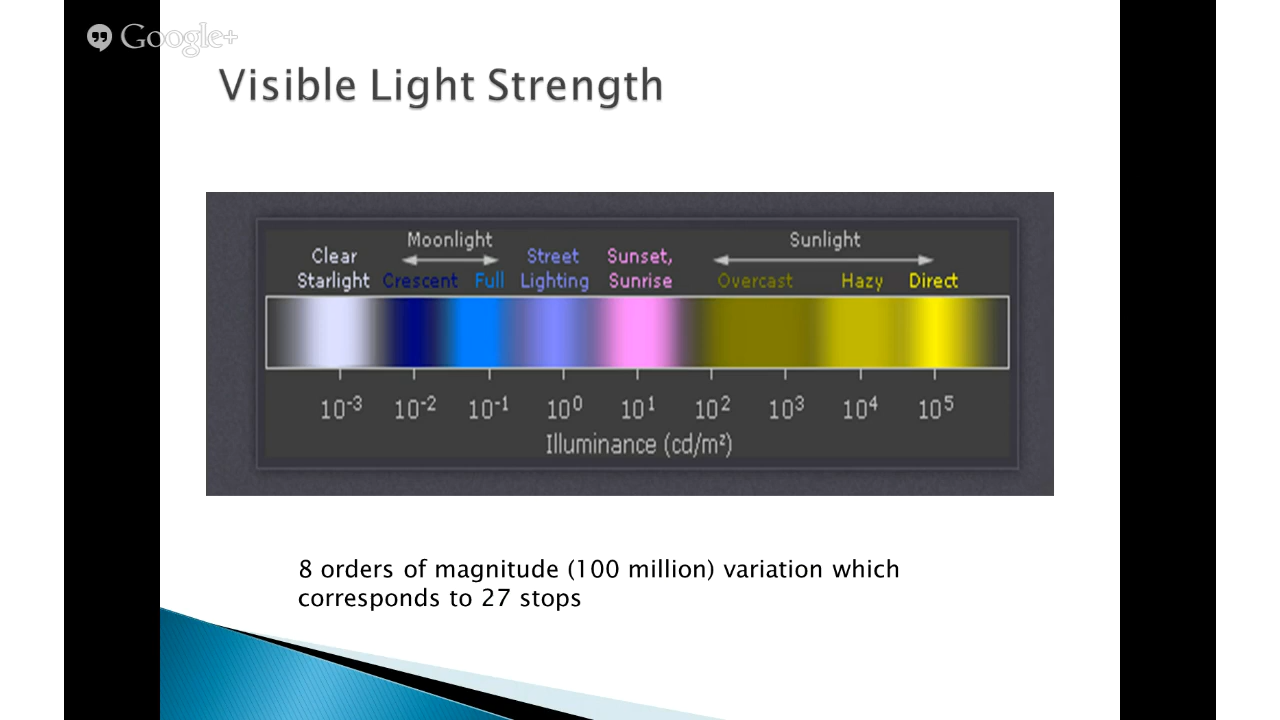 Google+
Visible Light Strength
Moonlight
Sunlight
Clear
Starlight
Crescent
Full
Street
Lighting
Sunset,
Sunrise
Overcast
Hazy
Direct
10⁻³ 10⁻² 10⁻¹ 10⁰ 10¹ 10² 10³ 10⁴ 10⁵
Illuminance (cd/m²)
8 orders of magnitude (100 million) variation which
corresponds to 27 stops